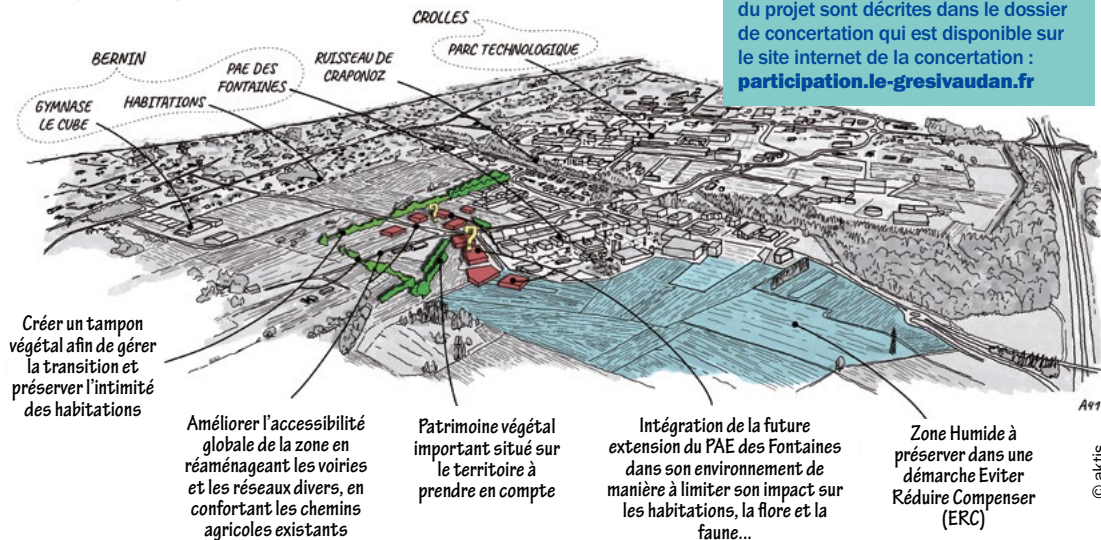 du projet sont décrites dans le dossier
de concertation qui est disponible sur
le site internet de la concertation :
participation.le-gresivaudan.fr
CROLLES
PARC TECHNOLOGIQUE
RUISSEAU DE
CRAPONOZ
BERNIN
PAE DES
FONTAINES
HABITATIONS
GYMNASE
LE CUBE
?
?
A41
© aktis
Créer un tampon
végétal afin de gérer
la transition et
préserver l'intimité
des habitations
Améliorer l'accessibilité
globale de la zone en
réaménageant les voiries
et les réseaux divers, en
confortant les chemins
agricoles existants
Patrimoine végétal
important situé sur
le territoire à
prendre en compte
Intégration de la future
extension du PAE des Fontaines
dans son environnement de
manière à limiter son impact sur
les habitations, la flore et la
faune...
Zone Humide à
préserver dans une
démarche Eviter
Réduire Compenser
(ERC)